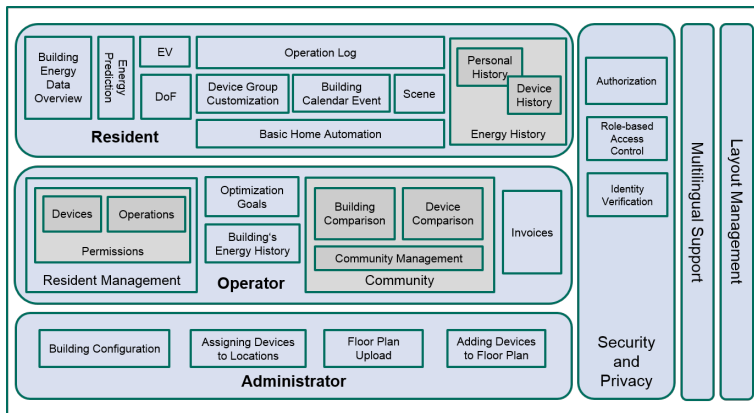 Building
Energy
Data
Overview
Energy
Prediction
EV
DoF
Operation Log
Device Group
Customization
Building
Calendar Event
Scene
Basic Home Automation
Personal
History
Device
History
Energy History
Resident
Devices
Operations
Permissions
Resident Management
Optimization
Goals
Building's
Energy History
Operator
Building
Comparison
Device
Comparison
Community Management
Community
Invoices
Building Configuration
Assigning Devices
to Locations
Floor Plan
Upload
Adding Devices
to Floor Plan
Administrator
Authorization
Role-based
Access
Control
Identity
Verification
Security
and
Privacy
Multilingual Support
Layout Management